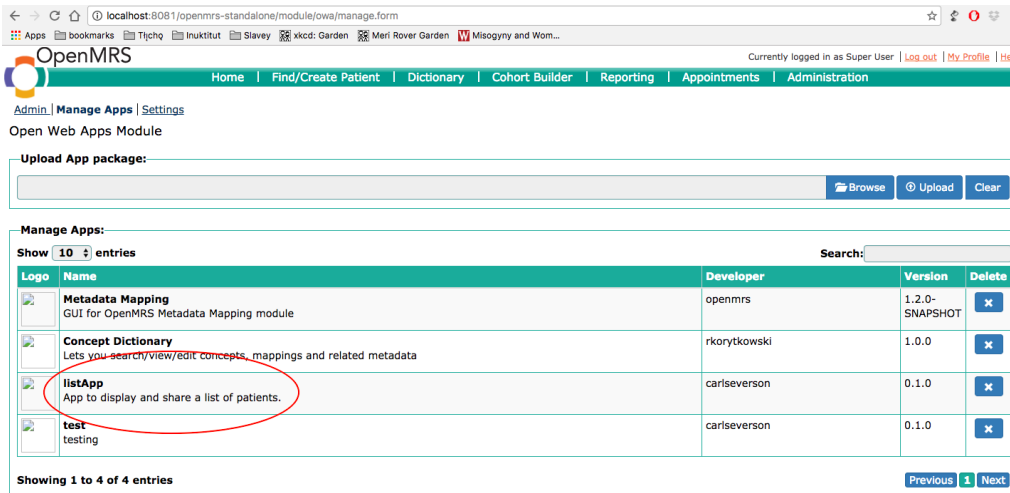 localhost:8081/openmrs-standalone/module/owa/manage.form
Apps bookmarks Tłı̨chǫ Inuktitut Slavey xkcd: Garden Meri Rover Garden Misogyny and Wom...
OpenMRS
Currently logged in as Super User | Log out | My Profile | He
Home | Find/Create Patient | Dictionary | Cohort Builder | Reporting | Appointments | Administration
Admin | Manage Apps | Settings
Open Web Apps Module
Upload App package:
Browse Upload Clear
Manage Apps:
Show 10 entries Search:
Logo Name Developer Version Delete
Metadata Mapping openmrs 1.2.0-
GUI for OpenMRS Metadata Mapping module SNAPSHOT
Concept Dictionary rkorytkowski 1.0.0
Lets you search/view/edit concepts, mappings and related metadata
listApp carlseverson 0.1.0
App to display and share a list of patients.
test carlseverson 0.1.0
testing
Showing 1 to 4 of 4 entries Previous 1 Next